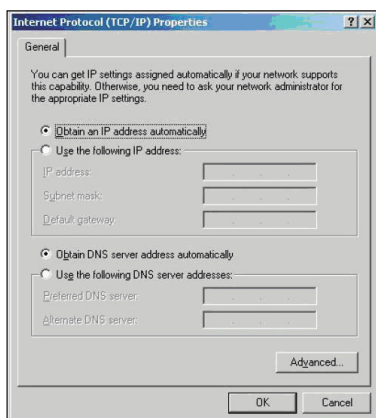 Internet Protocol (TCP/IP) Properties
General
You can get IP settings assigned automatically if your network supports
this capability. Otherwise, you need to ask your network administrator for
the appropriate IP settings.
Obtain an IP address automatically
Use the following IP address:
IP address:
Subnet mask:
Default gateway:
Obtain DNS server address automatically
Use the following DNS server addresses:
Preferred DNS server:
Alternate DNS server:
Advanced...
OK Cancel